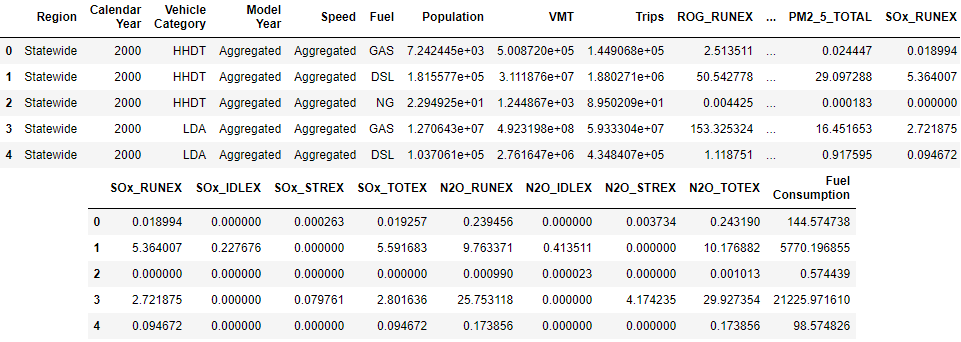 Region Calendar Year Vehicle Category Model Year Speed Fuel Population VMT Trips ROG_RUNEX ... PM2_5_TOTAL SOx_RUNEX
0 Statewide 2000 HHDT Aggregated Aggregated GAS 7.242445e+03 5.008720e+05 1.449068e+05 2.513511 ... 0.024447 0.018994
1 Statewide 2000 HHDT Aggregated Aggregated DSL 1.815577e+05 3.111876e+07 1.880271e+06 50.542778 ... 29.097288 5.364007
2 Statewide 2000 HHDT Aggregated Aggregated NG 2.294925e+01 1.244867e+03 8.950209e+01 0.004425 ... 0.000183 0.000000
3 Statewide 2000 LDA Aggregated Aggregated GAS 1.270643e+07 4.923198e+08 5.933304e+07 153.325324 ... 16.451653 2.721875
4 Statewide 2000 LDA Aggregated Aggregated DSL 1.037061e+05 2.761647e+06 4.348407e+05 1.118751 ... 0.917595 0.094672
SOx_RUNEX SOx_IDLEX SOx_STREX SOx_TOTEX N2O_RUNEX N2O_IDLEX N2O_STREX N2O_TOTEX Fuel Consumption
0 0.018994 0.000000 0.000263 0.019257 0.239456 0.000000 0.003734 0.243190 144.574738
1 5.364007 0.227676 0.000000 5.591683 9.763371 0.413511 0.000000 10.176882 5770.196855
2 0.000000 0.000000 0.000000 0.000000 0.000990 0.000023 0.000000 0.001013 0.574439
3 2.721875 0.000000 0.079761 2.801636 25.753118 0.000000 4.174235 29.927354 21225.971610
4 0.094672 0.000000 0.000000 0.094672 0.173856 0.000000 0.000000 0.173856 98.574826